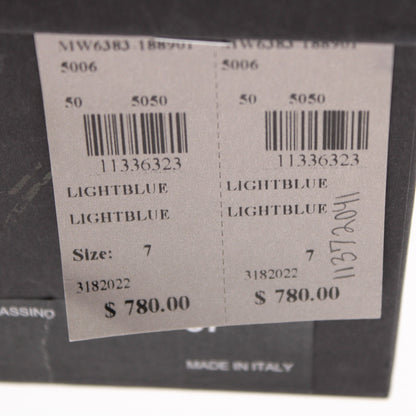 MW6383 188901
5006
50 5050
11336323
LIGHTBLUE
LIGHTBLUE
Size: 7
3182022
$ 780.00
MW6383 188901
5006
50 5050
11336323
LIGHTBLUE
LIGHTBLUE
7
3182022
$ 780.00
11372041
ASSINO
MADE IN ITALY